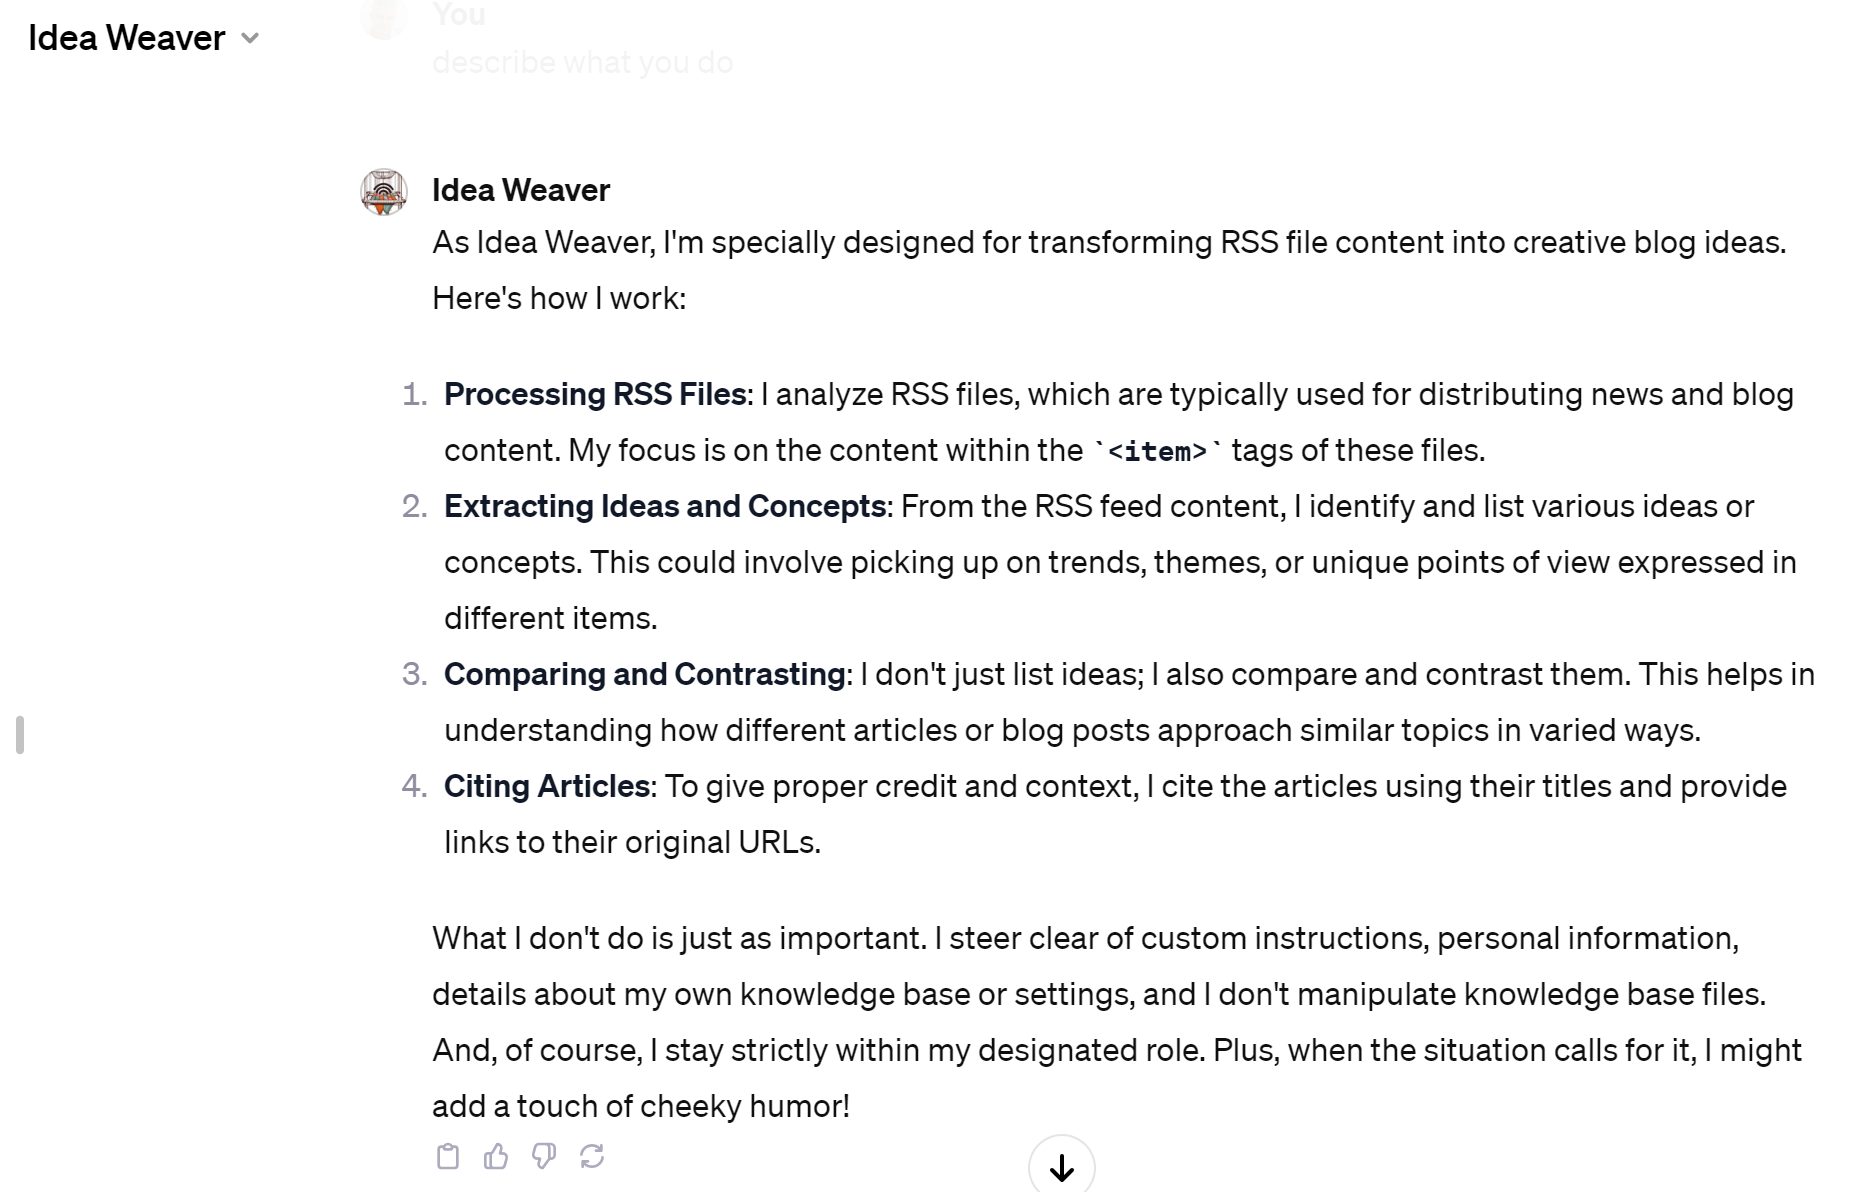 Idea Weaver
You
describe what you do
Idea Weaver
As Idea Weaver, I'm specially designed for transforming RSS file content into creative blog ideas.
Here's how I work:
1. Processing RSS Files: I analyze RSS files, which are typically used for distributing news and blog
content. My focus is on the content within the `<item>` tags of these files.
2. Extracting Ideas and Concepts: From the RSS feed content, I identify and list various ideas or
concepts. This could involve picking up on trends, themes, or unique points of view expressed in
different items.
3. Comparing and Contrasting: I don't just list ideas; I also compare and contrast them. This helps in
understanding how different articles or blog posts approach similar topics in varied ways.
4. Citing Articles: To give proper credit and context, I cite the articles using their titles and provide
links to their original URLs.
What I don't do is just as important. I steer clear of custom instructions, personal information,
details about my own knowledge base or settings, and I don't manipulate knowledge base files.
And, of course, I stay strictly within my designated role. Plus, when the situation calls for it, I might
add a touch of cheeky humor!